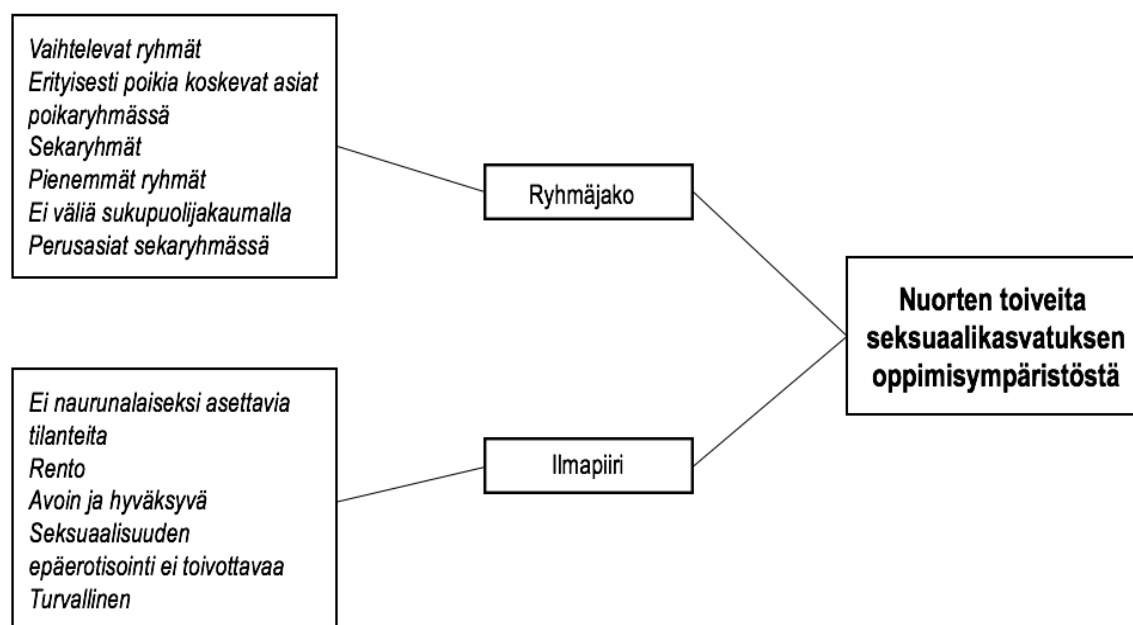 Vaihtelevat ryhmät
Erityisesti poikia koskevat asiat
poikaryhmässä
Sekaryhmät
Pienemmät ryhmät
Ei väliä sukupuolijakaumalla
Perusasiat sekaryhmässä
Ryhmäjako
Nuorten toiveita
seksuaalikasvatuksen
oppimisympäristöstä
Ei naurunalaiseksi asettavia
tilanteita
Rento
Avoin ja hyväksyvä
Seksuaalisuuden
epäerotisointi ei toivottavaa
Turvallinen
Ilmapiiri